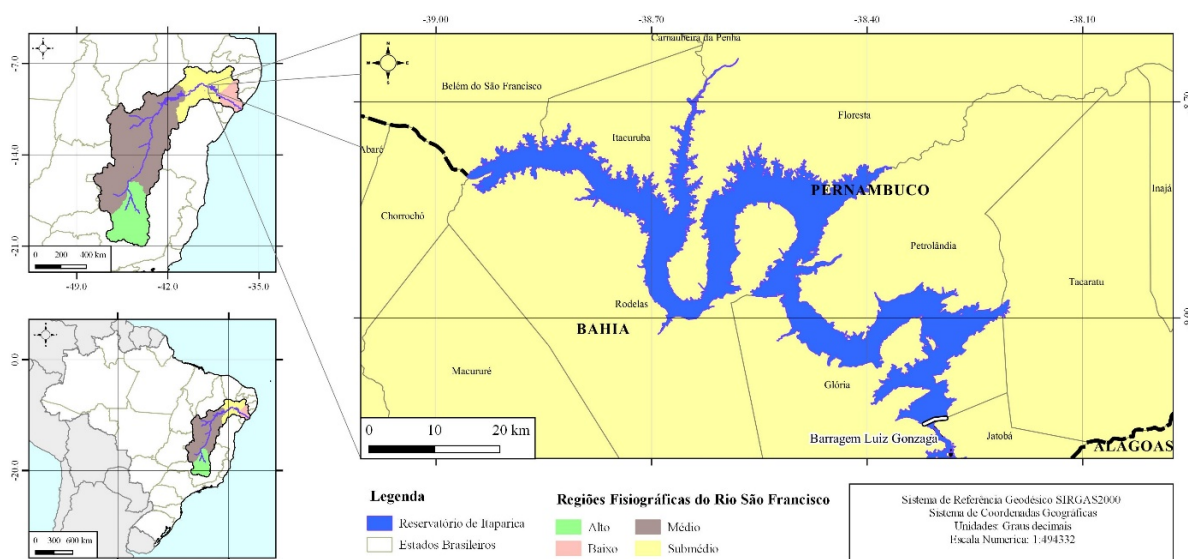 -7.0
-14.0
-21.0
0 200 400 km
-49.0 -42.0 -35.0
0.0
-20.0
0 300 600 km
-39.00 -38.70 -38.40 -38.10
Carnaubeira da Penha
N
E
S
Belém do São Francisco
-8.70
Floresta
Itacuruba
Abaré
PERNAMBUCO
Inajá
Chorrochó
Petrolândia
Tacaratu
Rodelas
BAHIA
Macururé
Glória
0 10 20 km
Barragem Luiz Gonzaga
Jatobá
ALAGOAS
Legenda
Reservatório de Itaparica
Estados Brasileiros
Regiões Fisiográficas do Rio São Francisco
Alto
Médio
Baixo
Submédio
Sistema de Referência Geodésico SIRGAS2000
Sistema de Coordenadas Geográficas
Unidades: Graus decimais
Escala Numerica: 1:494332